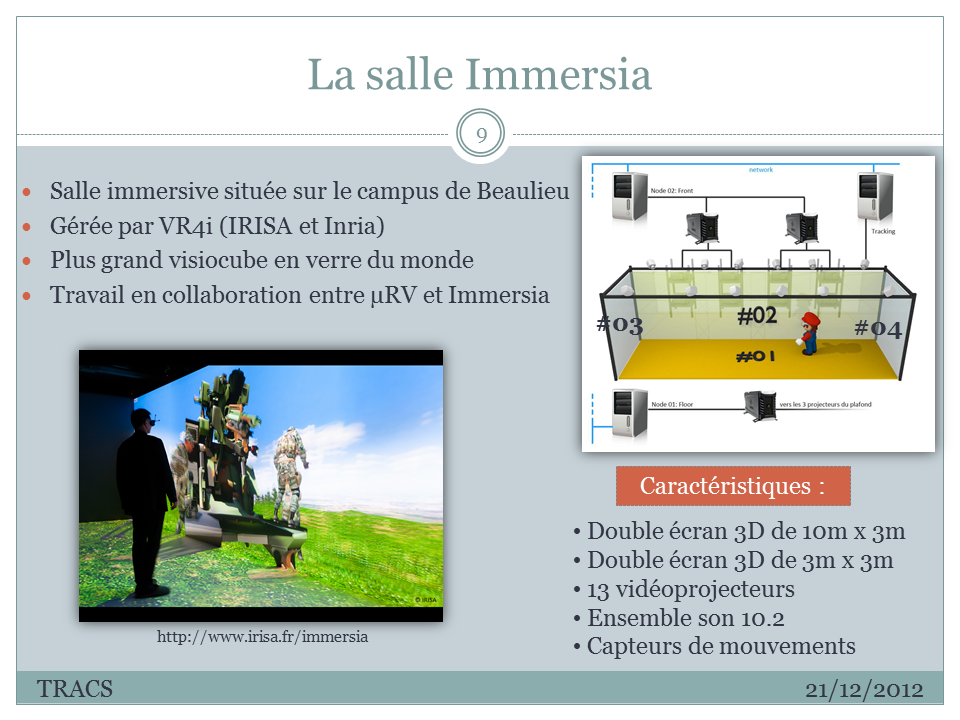 La salle Immersia
9
Salle immersive située sur le campus de Beaulieu
Gérée par VR4i (IRISA et Inria)
Plus grand visiocube en verre du monde
Travail en collaboration entre µRV et Immersia
network
Node 02: Front
Tracking
#03
#02
#04
#01
Node 01: Floor
vers les 3 projecteurs du plafond
© IRISA
http://www.irisa.fr/immersia
Caractéristiques :
• Double écran 3D de 10m x 3m
• Double écran 3D de 3m x 3m
• 13 vidéoprojecteurs
• Ensemble son 10.2
• Capteurs de mouvements
TRACS
21/12/2012